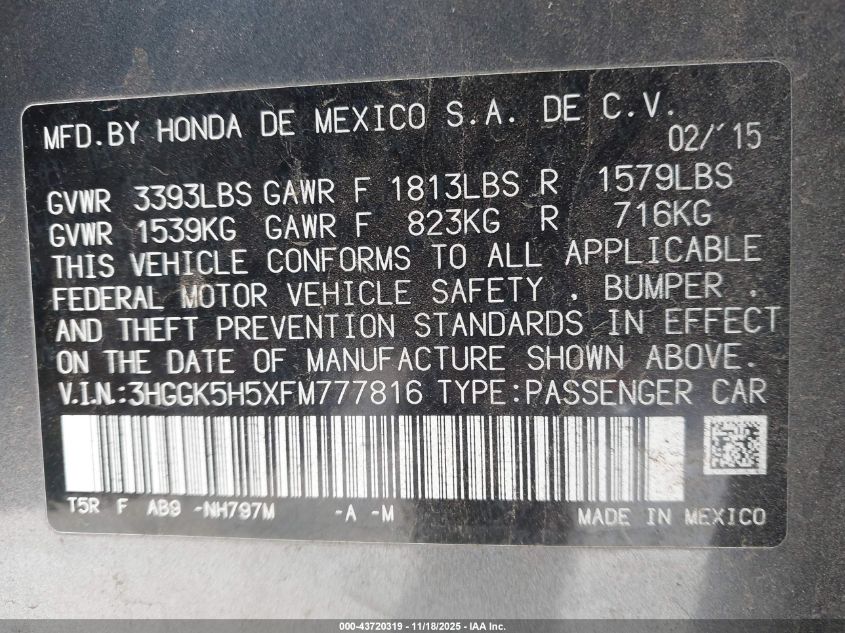 MFD.BY HONDA DE MEXICO S.A. DE C.V.
02/'15
GVWR 3393LBS GAWR F 1813LBS R 1579LBS
GVWR 1539KG GAWR F 823KG R 716KG
THIS VEHICLE CONFORMS TO ALL APPLICABLE
FEDERAL MOTOR VEHICLE SAFETY , BUMPER ,
AND THEFT PREVENTION STANDARDS IN EFFECT
ON THE DATE OF MANUFACTURE SHOWN ABOVE.
V.I.N.:3HGGK5H5XFM777816 TYPE:PASSENGER CAR
T5R F AB9 -NH797M -A -M MADE IN MEXICO
000-43720319 - 11/18/2025 - IAA Inc.